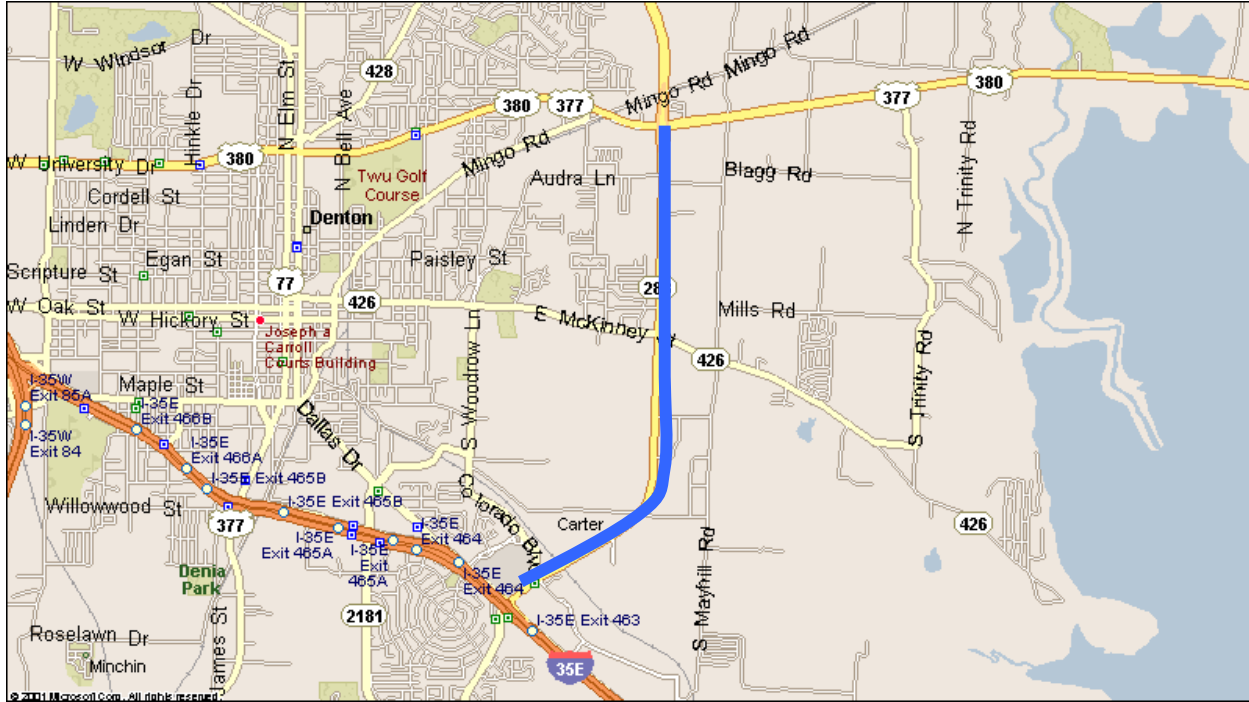 W Windsor Dr
Hinkle Dr
N Elm St
428
N Bell Ave
380
377
Mingo Rd
Mingo Rd
377
380
W University Dr
380
Mingo Rd
Twu Golf
Course
Audra Ln
Blagg Rd
N Trinity Rd
Cordell St
Linden Dr
Denton
Egan St
Scripture St
Paisley St
77
W Oak St
426
W Hickory St
E McKinney
Mills Rd
Joseph a
Carroll
Courts Building
426
S Woodrow Ln
S Trinity Rd
I-35W
Exit 85A
Maple St
I-35E
Exit 466B
I-35W
Exit 84
Dallas Dr
I-35E
Exit 466A
I-35E Exit 465B
Willowwood St
I-35E Exit 465B
377
Colorado Blvd
Carter
426
I-35E
Exit 465A
I-35E
Exit
465A
I-35E
Exit 464
I-35E
Exit 464
S Mayhill Rd
Denia
Park
2181
I-35E Exit 463
Roselawn Dr
Minchin
James St
35E
© 2001 Microsoft Corp. All rights reserved.